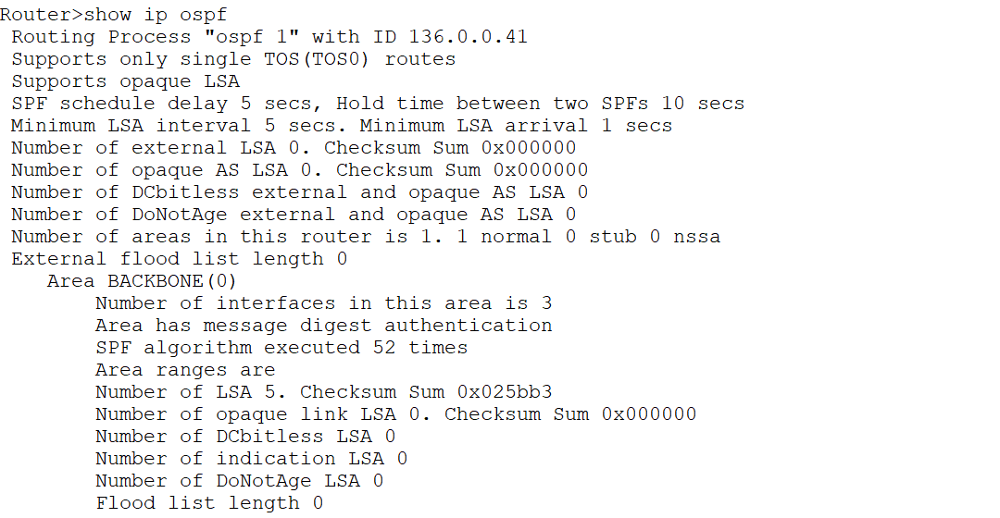 Router>show ip ospf
Routing Process "ospf 1" with ID 136.0.0.41
Supports only single TOS(TOS0) routes
Supports opaque LSA
SPF schedule delay 5 secs, Hold time between two SPFs 10 secs
Minimum LSA interval 5 secs. Minimum LSA arrival 1 secs
Number of external LSA 0. Checksum Sum 0x000000
Number of opaque AS LSA 0. Checksum Sum 0x000000
Number of DCbitless external and opaque AS LSA 0
Number of DoNotAge external and opaque AS LSA 0
Number of areas in this router is 1. 1 normal 0 stub 0 nssa
External flood list length 0
Area BACKBONE(0)
Number of interfaces in this area is 3
Area has message digest authentication
SPF algorithm executed 52 times
Area ranges are
Number of LSA 5. Checksum Sum 0x025bb3
Number of opaque link LSA 0. Checksum Sum 0x000000
Number of DCbitless LSA 0
Number of indication LSA 0
Number of DoNotAge LSA 0
Flood list length 0